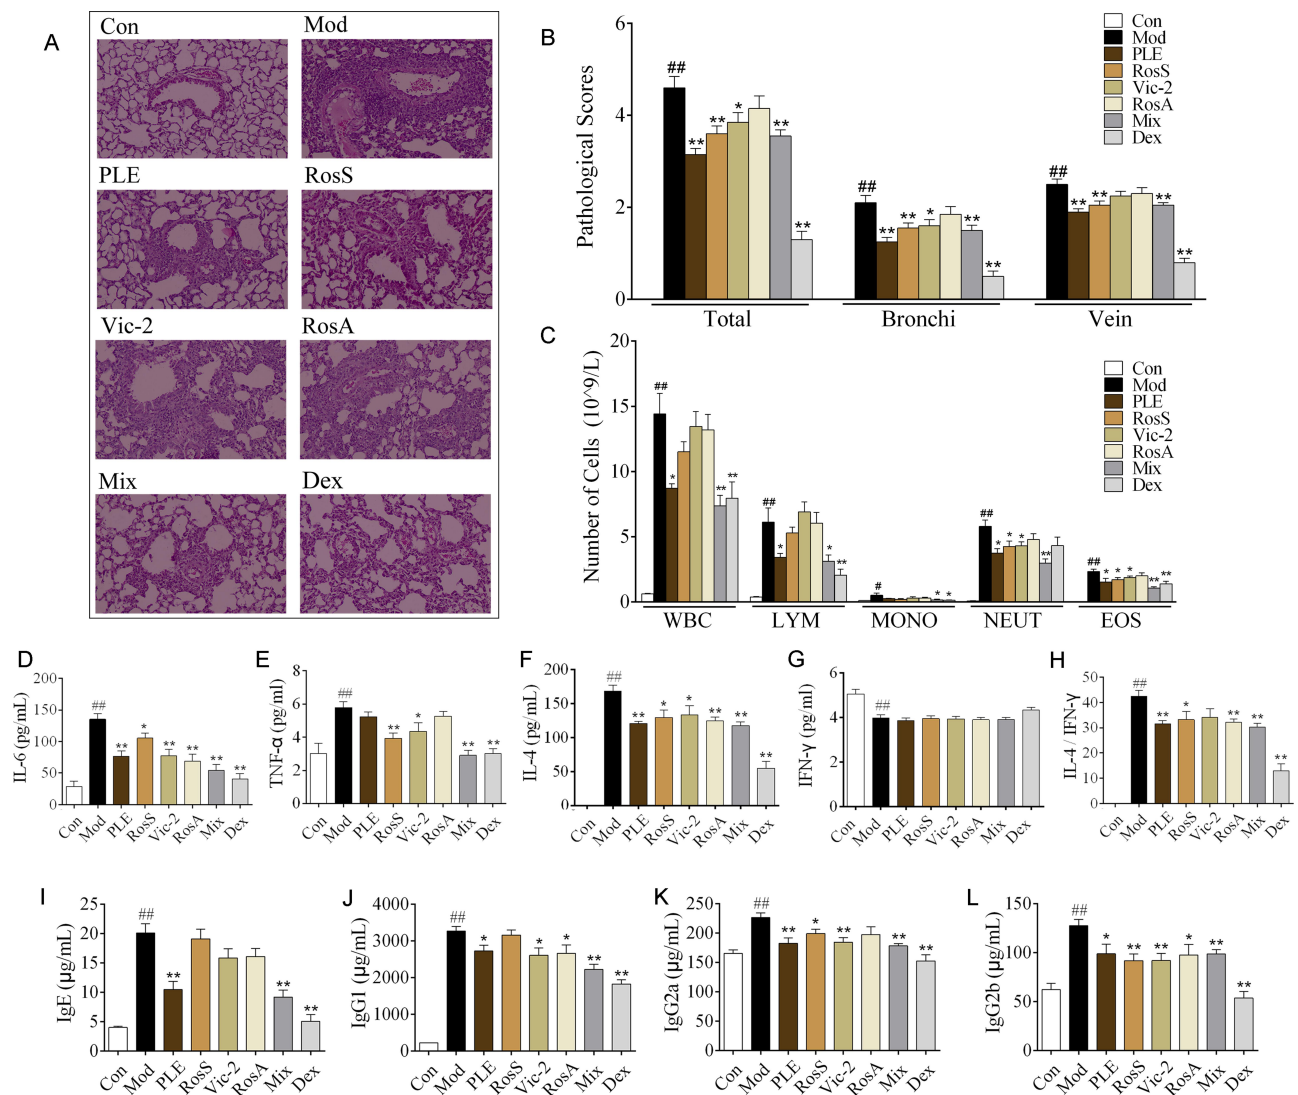 A
Con
Mod
PLE
RosS
Vic-2
RosA
Mix
Dex
B
Pathological Scores
6
4
2
0
##
**
**
*
**
**
##
**
**
*
**
**
##
**
**
**
**
Total
Bronchi
Vein
Con
Mod
PLE
RosS
Vic-2
RosA
Mix
Dex
C
Number of Cells (10^9/L)
20
15
10
5
0
##
*
**
**
##
*
*
**
#
*
*
##
*
*
*
**
##
*
*
*
**
**
WBC
LYM
MONO
NEUT
EOS
Con
Mod
PLE
RosS
Vic-2
RosA
Mix
Dex
D
IL-6 (pg/mL)
200
150
100
50
0
##
**
*
**
**
**
**
Con
Mod
PLE
RosS
Vic-2
RosA
Mix
Dex
E
TNF-α (pg/ml)
8
6
4
2
0
##
**
*
**
**
Con
Mod
PLE
RosS
Vic-2
RosA
Mix
Dex
F
IL-4 (pg/mL)
200
150
100
50
0
##
**
*
*
**
**
**
Con
Mod
PLE
RosS
Vic-2
RosA
Mix
Dex
G
IFN-γ (pg/ml)
6
4
2
0
##
Con
Mod
PLE
RosS
Vic-2
RosA
Mix
Dex
H
IL-4 / IFN-γ
50
40
30
20
10
0
##
**
*
**
**
**
Con
Mod
PLE
RosS
Vic-2
RosA
Mix
Dex
I
IgE (μg/mL)
25
20
15
10
5
0
##
**
**
**
Con
Mod
PLE
RosS
Vic-2
RosA
Mix
Dex
J
IgG1 (μg/mL)
4000
3000
2000
1000
0
##
*
*
*
**
**
Con
Mod
PLE
RosS
Vic-2
RosA
Mix
Dex
K
IgG2a (μg/mL)
250
200
150
100
50
0
##
**
*
**
**
**
Con
Mod
PLE
RosS
Vic-2
RosA
Mix
Dex
L
IgG2b (μg/mL)
150
100
50
0
##
*
**
**
*
**
**
Con
Mod
PLE
RosS
Vic-2
RosA
Mix
Dex